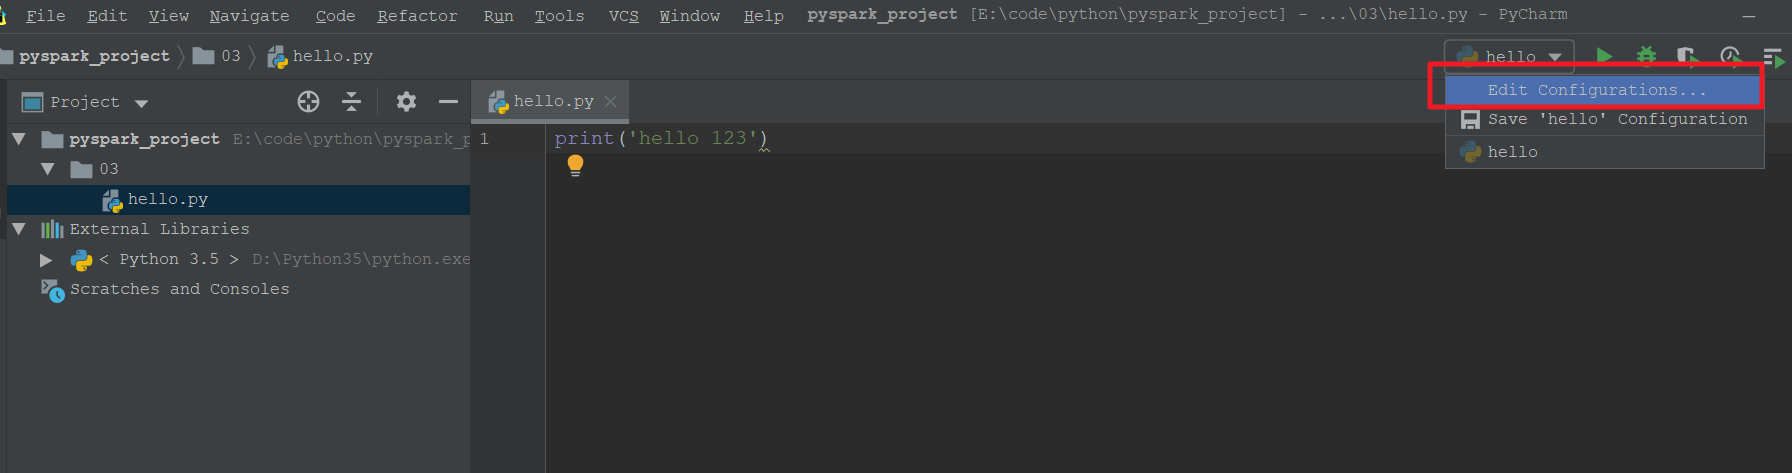 File Edit View Navigate Code Refactor Run Tools VCS Window Help pyspark_project [E:\code\python\pyspark_project] - ...\03\hello.py - PyCharm
pyspark_project 03 hello.py hello
Project hello.py Edit Configurations...
Save 'hello' Configuration
pyspark_project E:\code\python\pyspark_p 1 print('hello 123')
hello
03
hello.py
External Libraries
< Python 3.5 > D:\Python35\python.exe
Scratches and Consoles